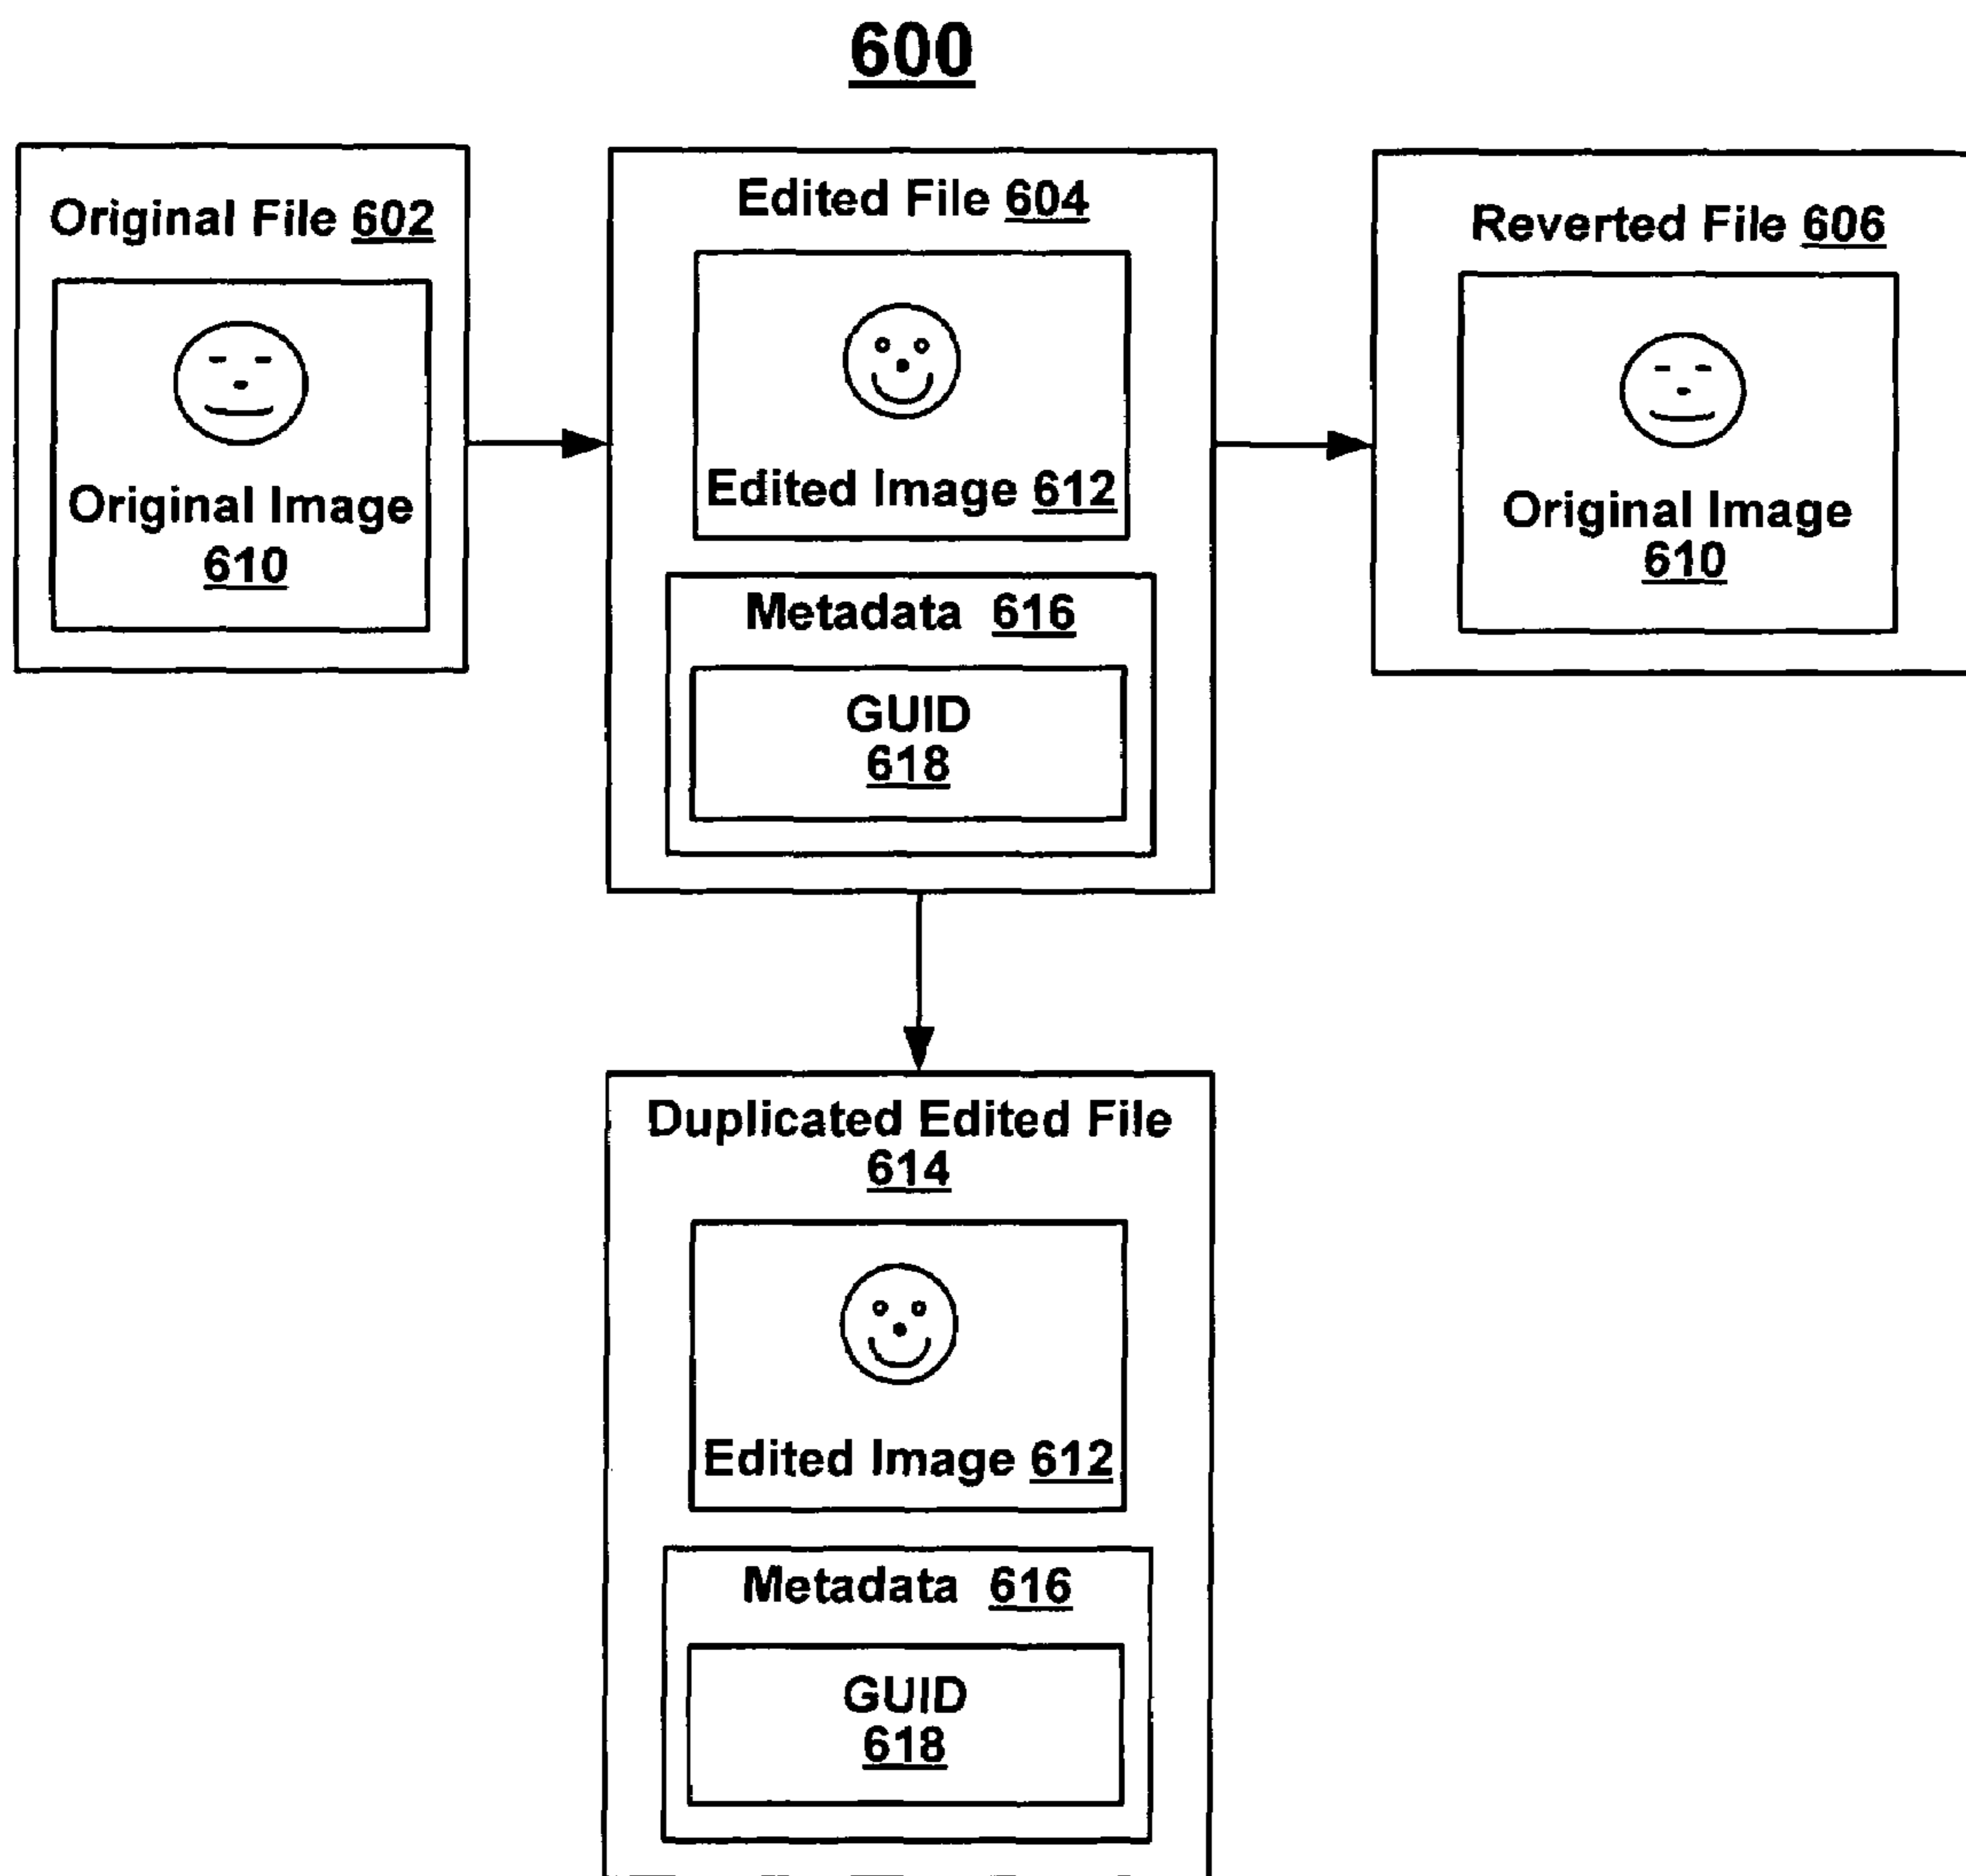 600
Original File 602
Original Image
610
Edited File 604
Edited Image 612
Metadata 616
GUID
618
Reverted File 606
Original Image
610
Duplicated Edited File
614
Edited Image 612
Metadata 616
GUID
618